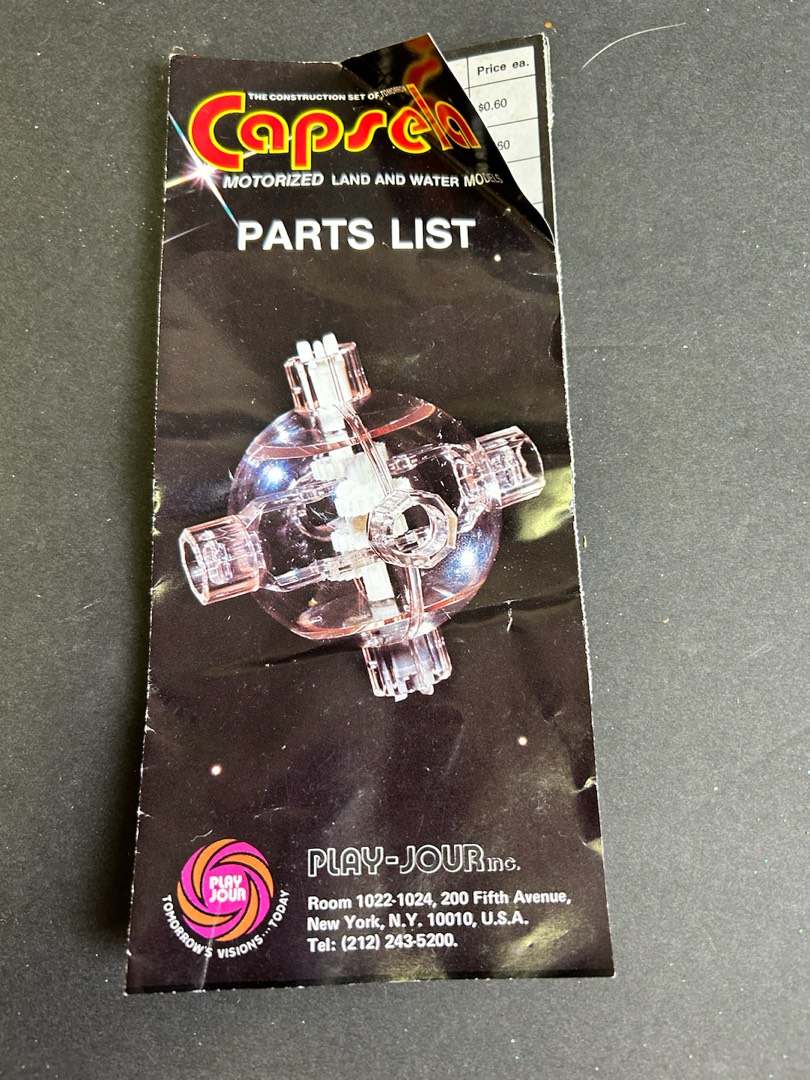 Price ea.
$0.60
60
THE CONSTRUCTION SET OF TOMORROW
Capsela
MOTORIZED LAND AND WATER MODELS
PARTS LIST
PLAY JOUR
TOMORROW'S VISIONS...TODAY
PLAY-JOUR INC.
Room 1022-1024, 200 Fifth Avenue,
New York, N.Y. 10010, U.S.A.
Tel: (212) 243-5200.